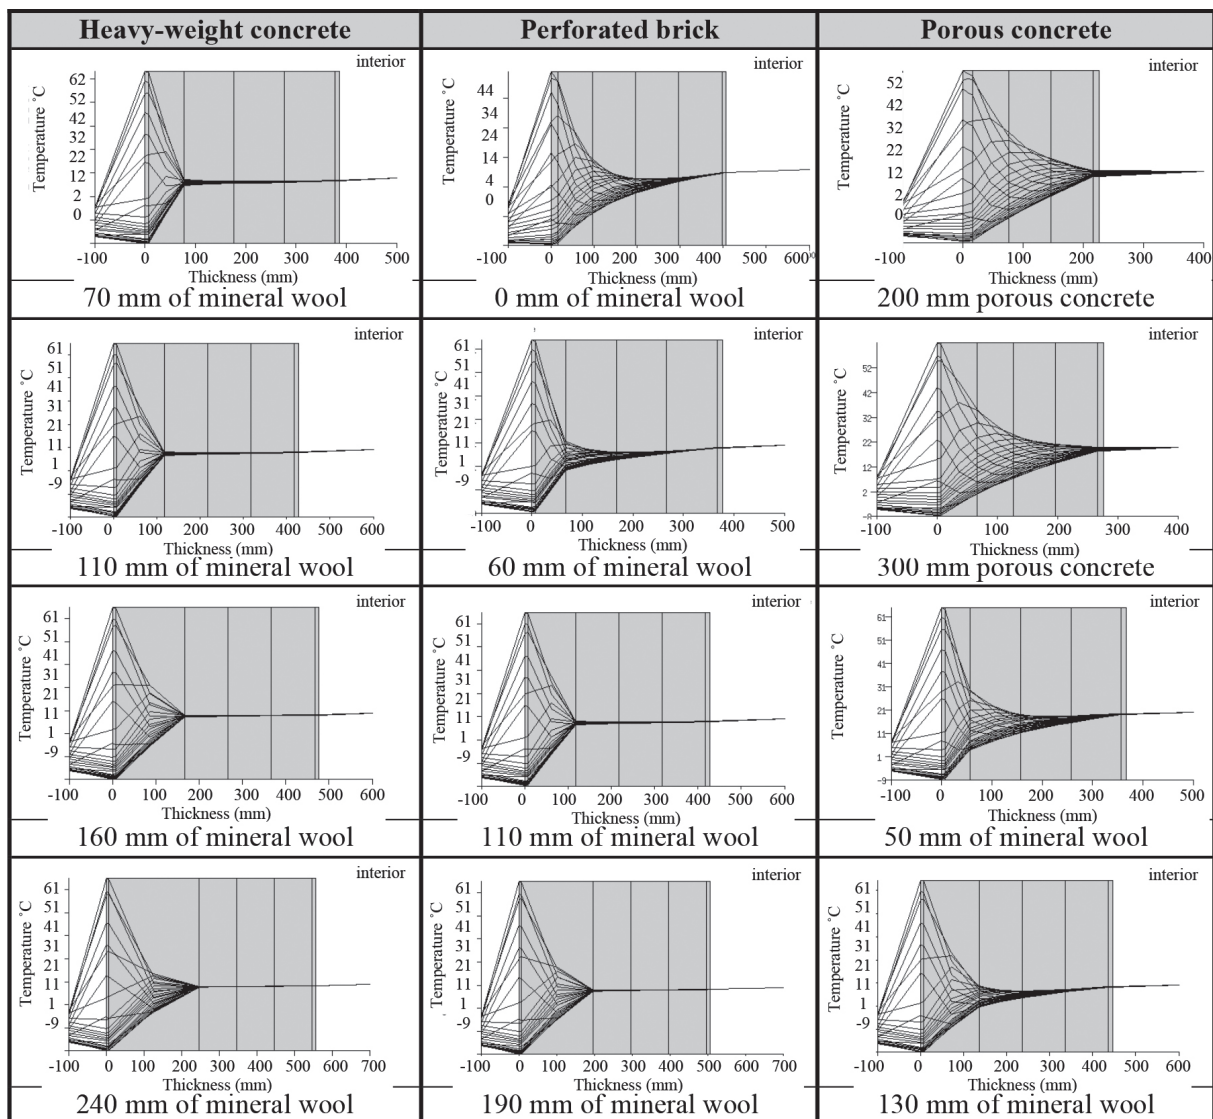 Heavy-weight concrete
Perforated brick
Porous concrete
interior
Temperature ˚C
62
52
42
32
22
12
2
0
-100 0 100 200 300 400 500
Thickness (mm)
70 mm of mineral wool
interior
Temperature ˚C
44
34
24
14
4
0
-100 0 100 200 300 400 500 600
Thickness (mm)
0 mm of mineral wool
interior
Temperature ˚C
52
42
32
22
12
2
0
-100 0 100 200 300 400
Thickness (mm)
200 mm porous concrete
interior
Temperature ˚C
61
51
41
31
21
11
1
-9
-100 0 100 200 300 400 500 600
Thickness (mm)
110 mm of mineral wool
interior
Temperature ˚C
61
51
41
31
21
11
1
-9
-100 0 100 200 300 400 500
Thickness (mm)
60 mm of mineral wool
interior
Temperature ˚C
52
42
32
22
12
2
-8
-100 0 100 200 300 400
Thickness (mm)
300 mm porous concrete
interior
Temperature ˚C
61
51
41
31
21
11
1
-9
-100 0 100 200 300 400 500 600
Thickness (mm)
160 mm of mineral wool
interior
Temperature ˚C
61
51
41
31
21
11
1
-9
-100 0 100 200 300 400 500 600
Thickness (mm)
110 mm of mineral wool
interior
Temperature ˚C
61
51
41
31
21
11
1
-9
-100 0 100 200 300 400 500
Thickness (mm)
50 mm of mineral wool
interior
Temperature ˚C
61
51
41
31
21
11
1
-9
-100 0 100 200 300 400 500 600 700
Thickness (mm)
240 mm of mineral wool
interior
Temperature ˚C
61
51
41
31
21
11
1
-9
-100 0 100 200 300 400 500 600 700
Thickness (mm)
190 mm of mineral wool
interior
Temperature ˚C
61
51
41
31
21
11
1
-9
-100 0 100 200 300 400 500 600
Thickness (mm)
130 mm of mineral wool